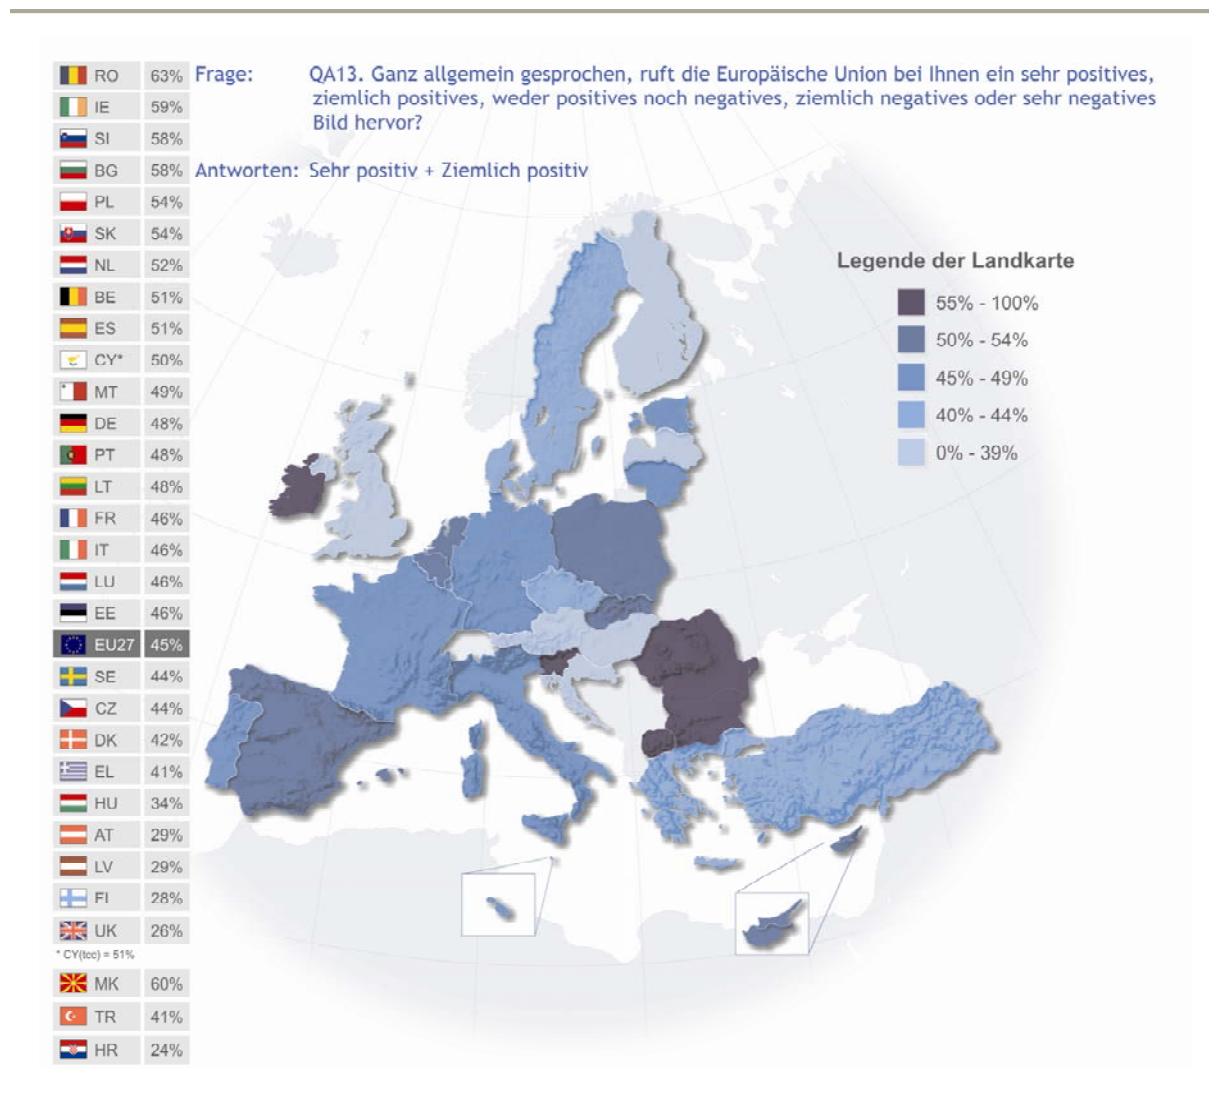 RO 63%
IE 59%
SI 58%
BG 58%
PL 54%
SK 54%
NL 52%
BE 51%
ES 51%
CY* 50%
MT 49%
DE 48%
PT 48%
LT 48%
FR 46%
IT 46%
LU 46%
EE 46%
EU27 45%
SE 44%
CZ 44%
DK 42%
EL 41%
HU 34%
AT 29%
LV 29%
FI 28%
UK 26%
* CY(tcc) = 51%
MK 60%
TR 41%
HR 24%
Frage: QA13. Ganz allgemein gesprochen, ruft die Europäische Union bei Ihnen ein sehr positives,
ziemlich positives, weder positives noch negatives, ziemlich negatives oder sehr negatives
Bild hervor?
Antworten: Sehr positiv + Ziemlich positiv
Legende der Landkarte
55% - 100%
50% - 54%
45% - 49%
40% - 44%
0% - 39%